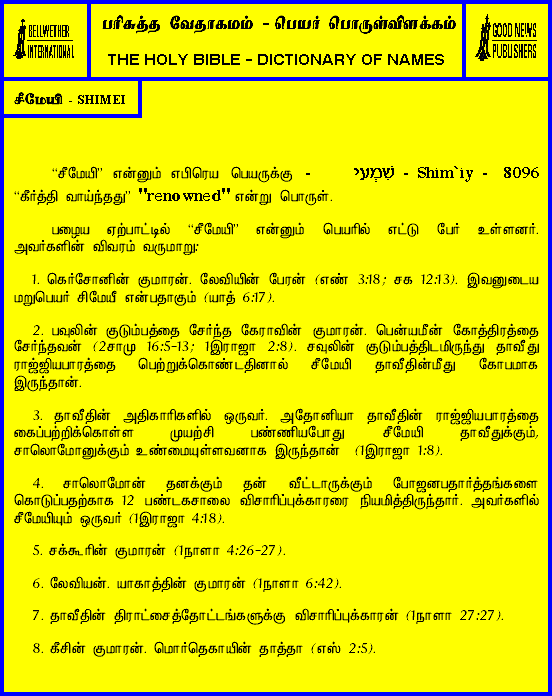 BELLWETHER
INTERNATIONAL
பரிசுத்த வேதாகமம் - பெயர் பொருள்விளக்கம்
THE HOLY BIBLE - DICTIONARY OF NAMES
GOOD NEWS
PUBLISHERS
சீமேயி - SHIMEI
“சீமேயி” என்னும் எபிரெய பெயருக்கு - שִׁמְעִי - Shim`iy - 8096
“கீர்த்தி வாய்ந்தது” "renowned" என்று பொருள்.
பழைய ஏற்பாட்டில் “சீமேயி” என்னும் பெயரில் எட்டு பேர் உள்ளனர்.
அவர்களின் விவரம் வருமாறு:
1. கெர்சோனின் குமாரன். லேவியின் பேரன் (எண் 3:18; சக 12:13). இவனுடைய
மறுபெயர் சிமேயீ என்பதாகும் (யாத் 6:17).
2. பவுலின் குடும்பத்தை சேர்ந்த கேராவின் குமாரன். பென்யமீன் கோத்திரத்தை
சேர்ந்தவன் (2சாமு 16:5-13; 1இராஜா 2:8). சவுலின் குடும்பத்திடமிருந்து தாவீது
ராஜ்ஜியபாரத்தை பெற்றுக்கொண்டதினால் சீமேயி தாவீதின்மீது கோபமாக
இருந்தான்.
3. தாவீதின் அதிகாரிகளில் ஒருவர். அதோனியா தாவீதின் ராஜ்ஜியபாரத்தை
கைப்பற்றிக்கொள்ள முயற்சி பண்ணியபோது சீமேயி தாவீதுக்கும்,
சாலொமோனுக்கும் உண்மையுள்ளவனாக இருந்தான் (1இராஜா 1:8).
4. சாலொமோன் தனக்கும் தன் வீட்டாருக்கும் போஜனபதார்த்தங்களை
கொடுப்பதற்காக 12 பண்டகசாலை விசாரிப்புக்காரரை நியமித்திருந்தார். அவர்களில்
சீமேயியும் ஒருவர் (1இராஜா 4:18).
5. சக்கூரின் குமாரன் (1நாளா 4:26-27).
6. லேவியன். யாகாத்தின் குமாரன் (1நாளா 6:42).
7. தாவீதின் திராட்சைத்தோட்டங்களுக்கு விசாரிப்புக்காரன் (1நாளா 27:27).
8. கீசின் குமாரன். மொர்தெகாயின் தாத்தா (எஸ் 2:5).